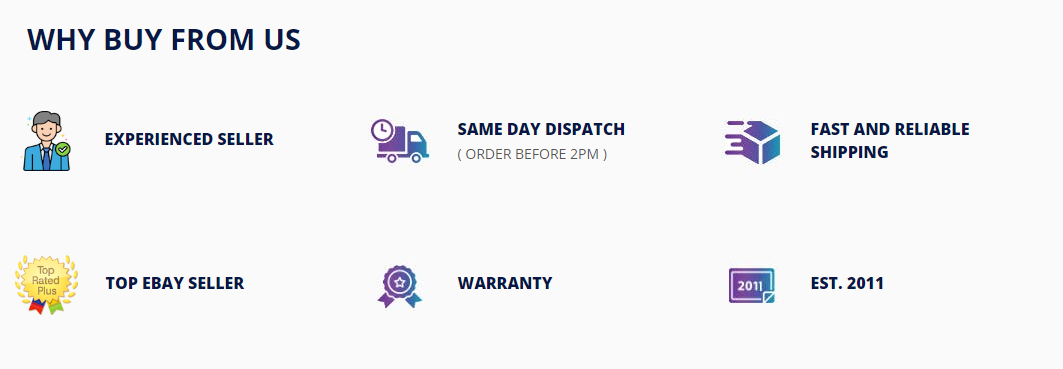 WHY BUY FROM US
EXPERIENCED SELLER
SAME DAY DISPATCH
( ORDER BEFORE 2PM )
FAST AND RELIABLE
SHIPPING
Top
Rated
Plus
TOP EBAY SELLER
WARRANTY
2011
EST. 2011